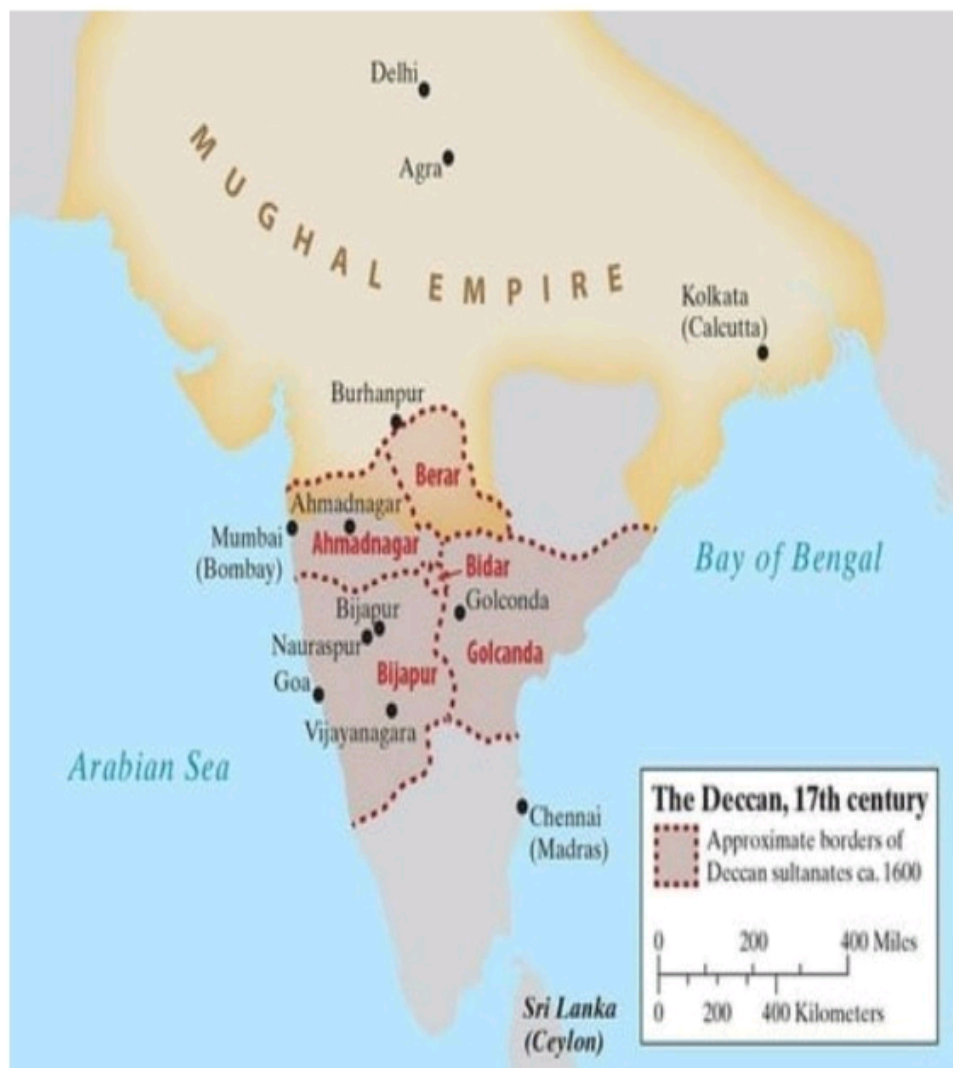 Delhi
Agra
MUGHAL EMPIRE
Kolkata
(Calcutta)
Burhanpur
Berar
Ahmadnagar
Mumbai
(Bombay)
Ahmadnagar
Bidar
Bay of Bengal
Bijapur
Golconda
Nauraspur
Golcanda
Goa
Bijapur
Vijayanagara
Arabian Sea
Chennai
(Madras)
The Deccan, 17th century
Approximate borders of
Deccan sultanates ca. 1600
0 200 400 Miles
0 200 400 Kilometers
Sri Lanka
(Ceylon)